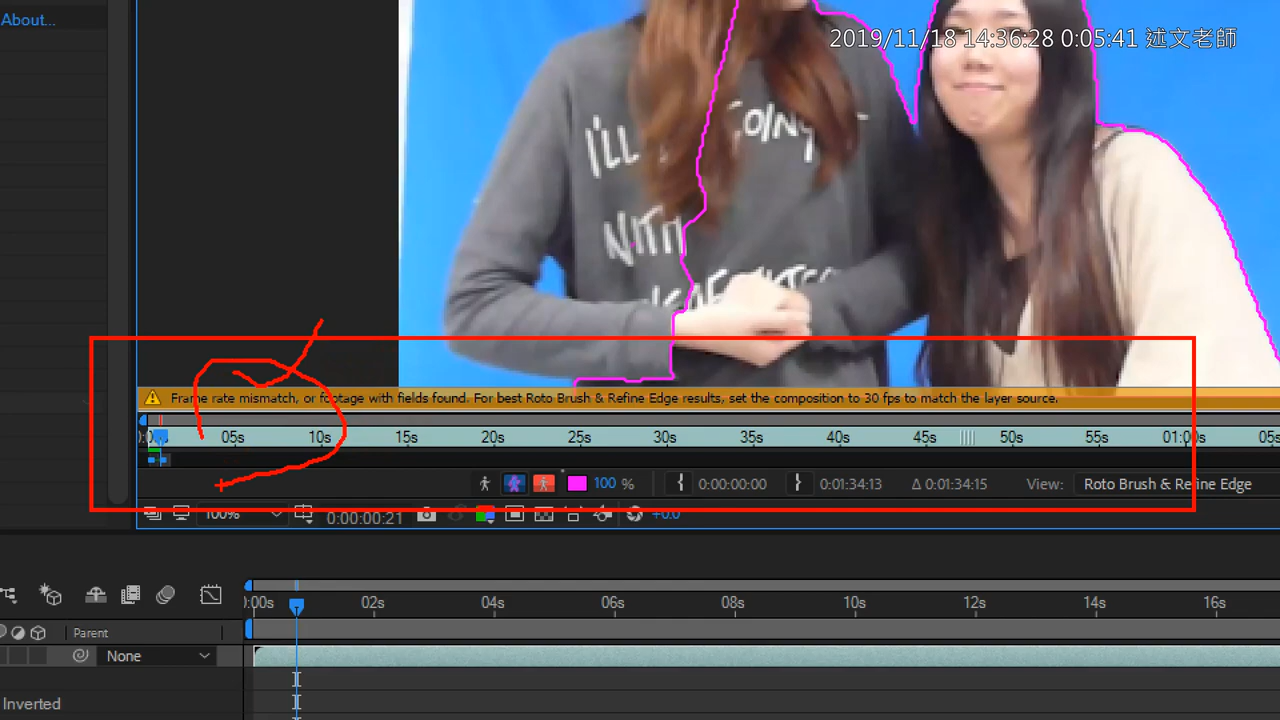 About...
2019/11/18 14:36:28 0:05:41 述文老師
I'LL
WITH
Frame rate mismatch, or footage with fields found. For best Roto Brush & Refine Edge results, set the composition to 30 fps to match the layer source.
05s 10s 15s 20s 25s 30s 35s 40s 45s 50s 55s 01:00s 05s
100 % 0:00:00:00 0:01:34:13 Δ 0:01:34:15 View: Roto Brush & Refine Edge
100% 0:00:00:21 +0.0
):00s 02s 04s 06s 08s 10s 12s 14s 16s
Parent
None
Inverted